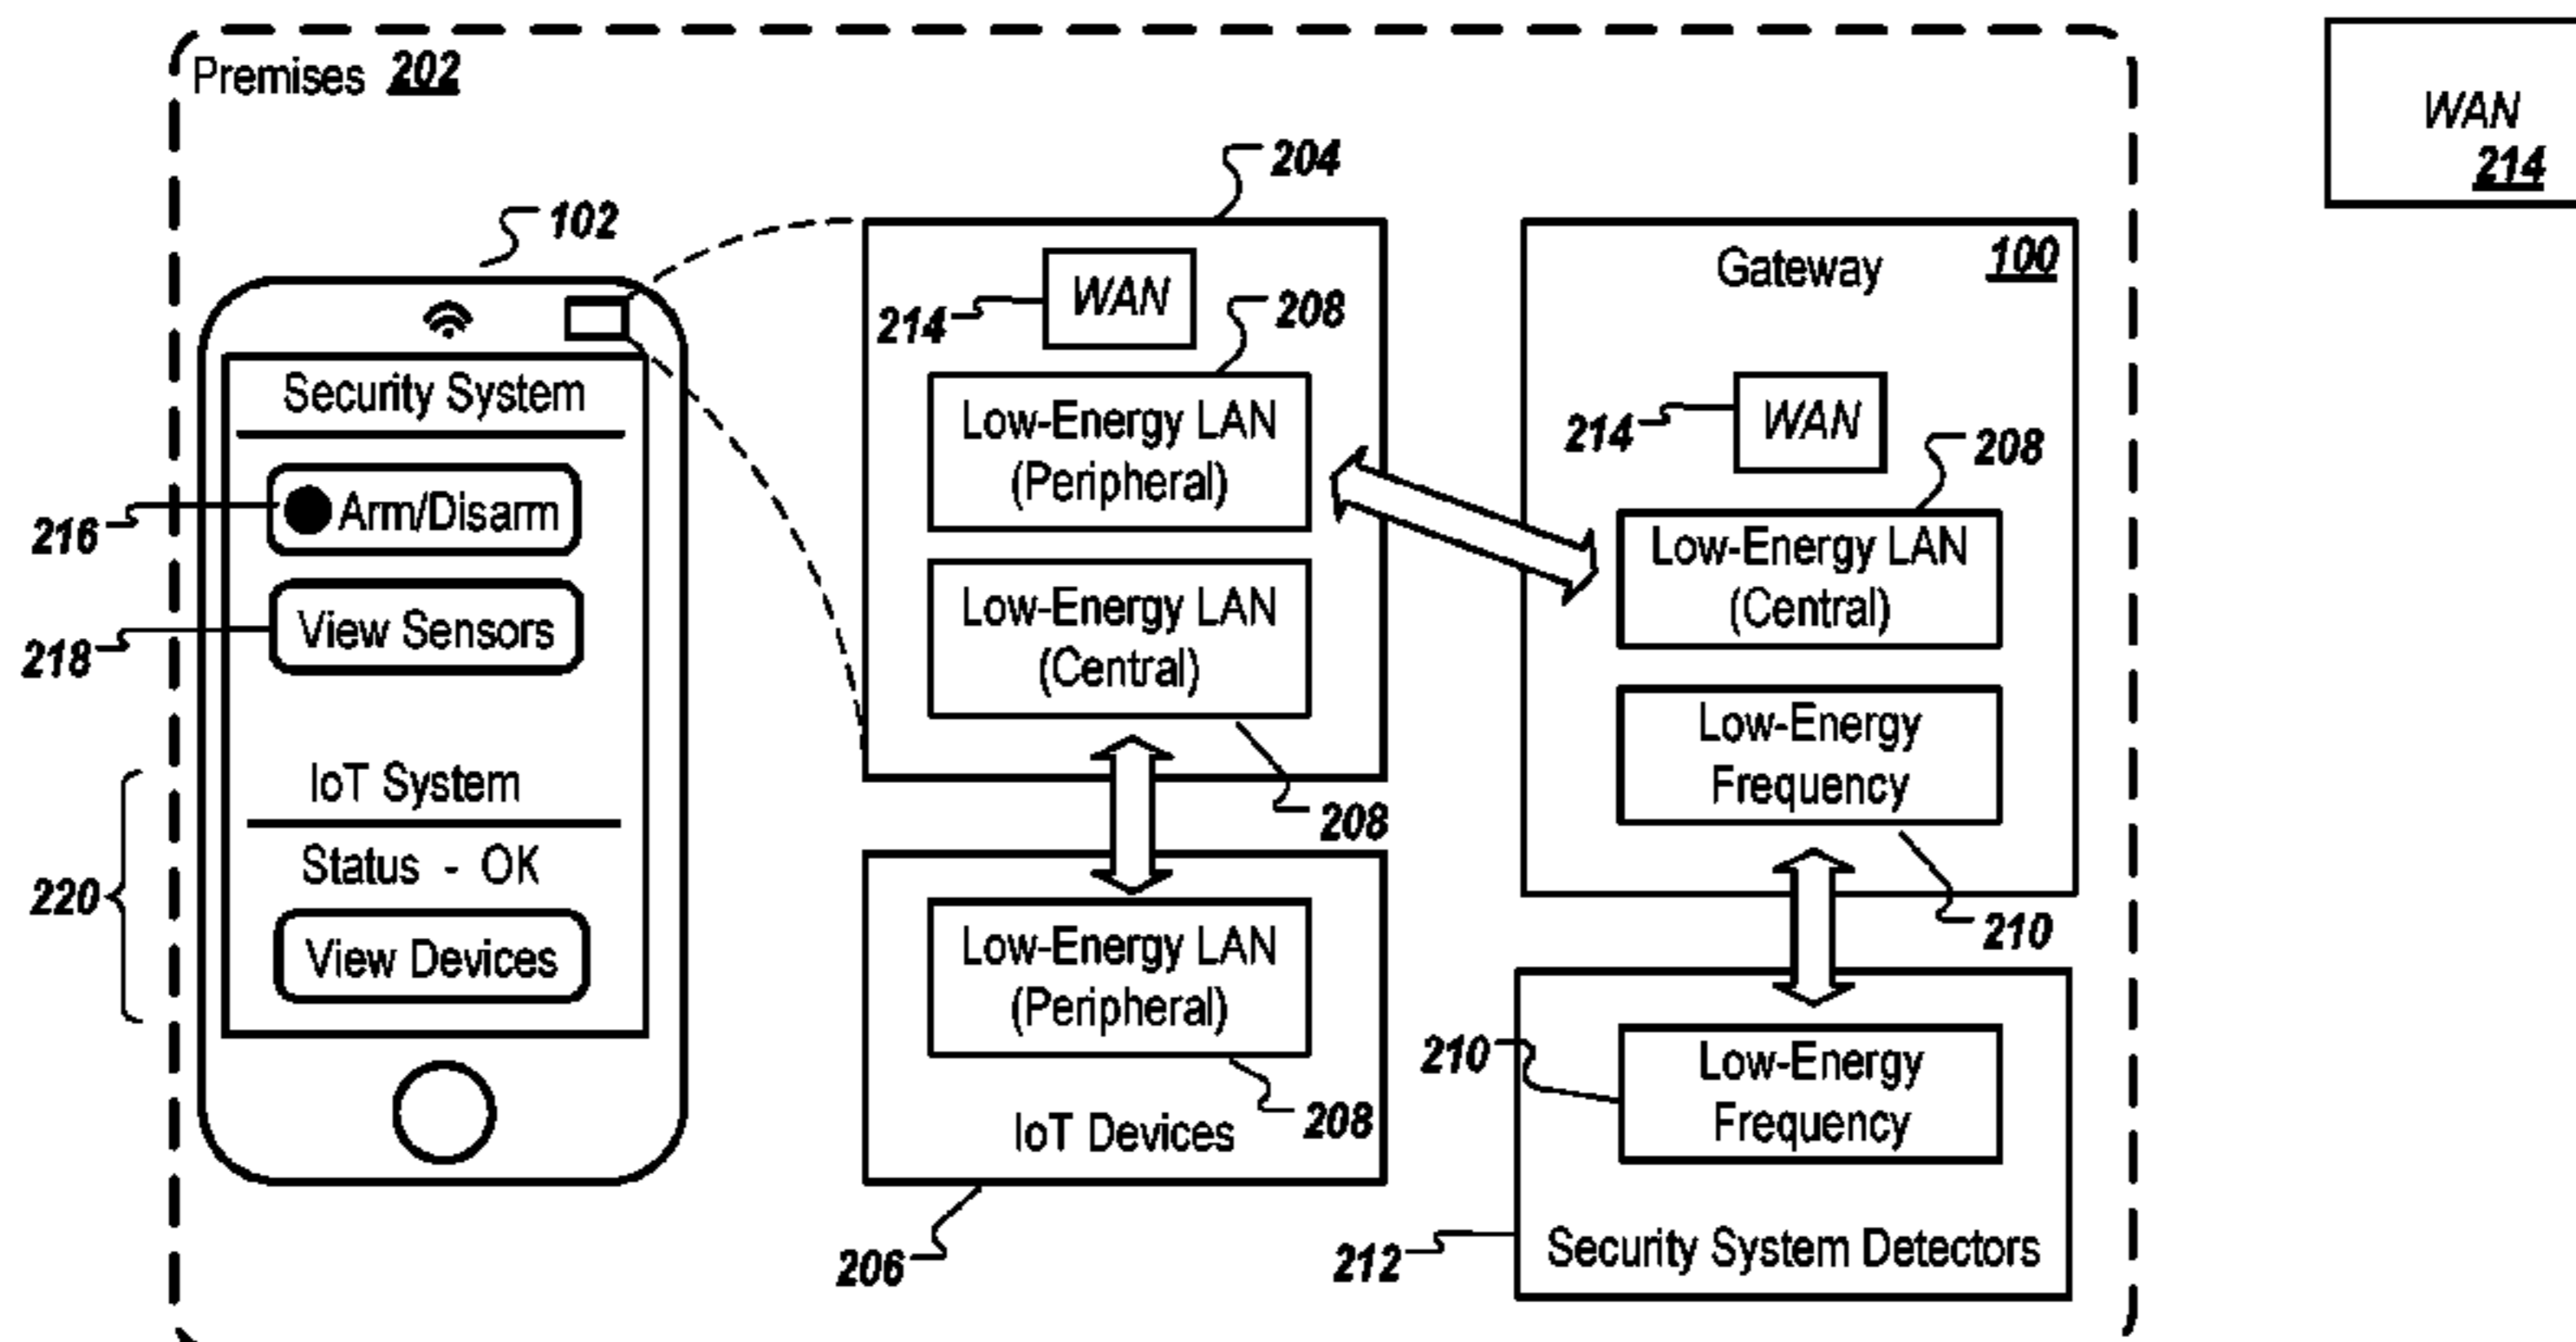 Premises 202
WAN
214
102
Security System
216
Arm/Disarm
218
View Sensors
220
IoT System
Status - OK
View Devices
204
214
WAN
208
Low-Energy LAN
(Peripheral)
Low-Energy LAN
(Central)
208
Low-Energy LAN
(Peripheral)
208
IoT Devices
206
Gateway 100
214
WAN
208
Low-Energy LAN
(Central)
Low-Energy
Frequency
210
210
Low-Energy
Frequency
212
Security System Detectors